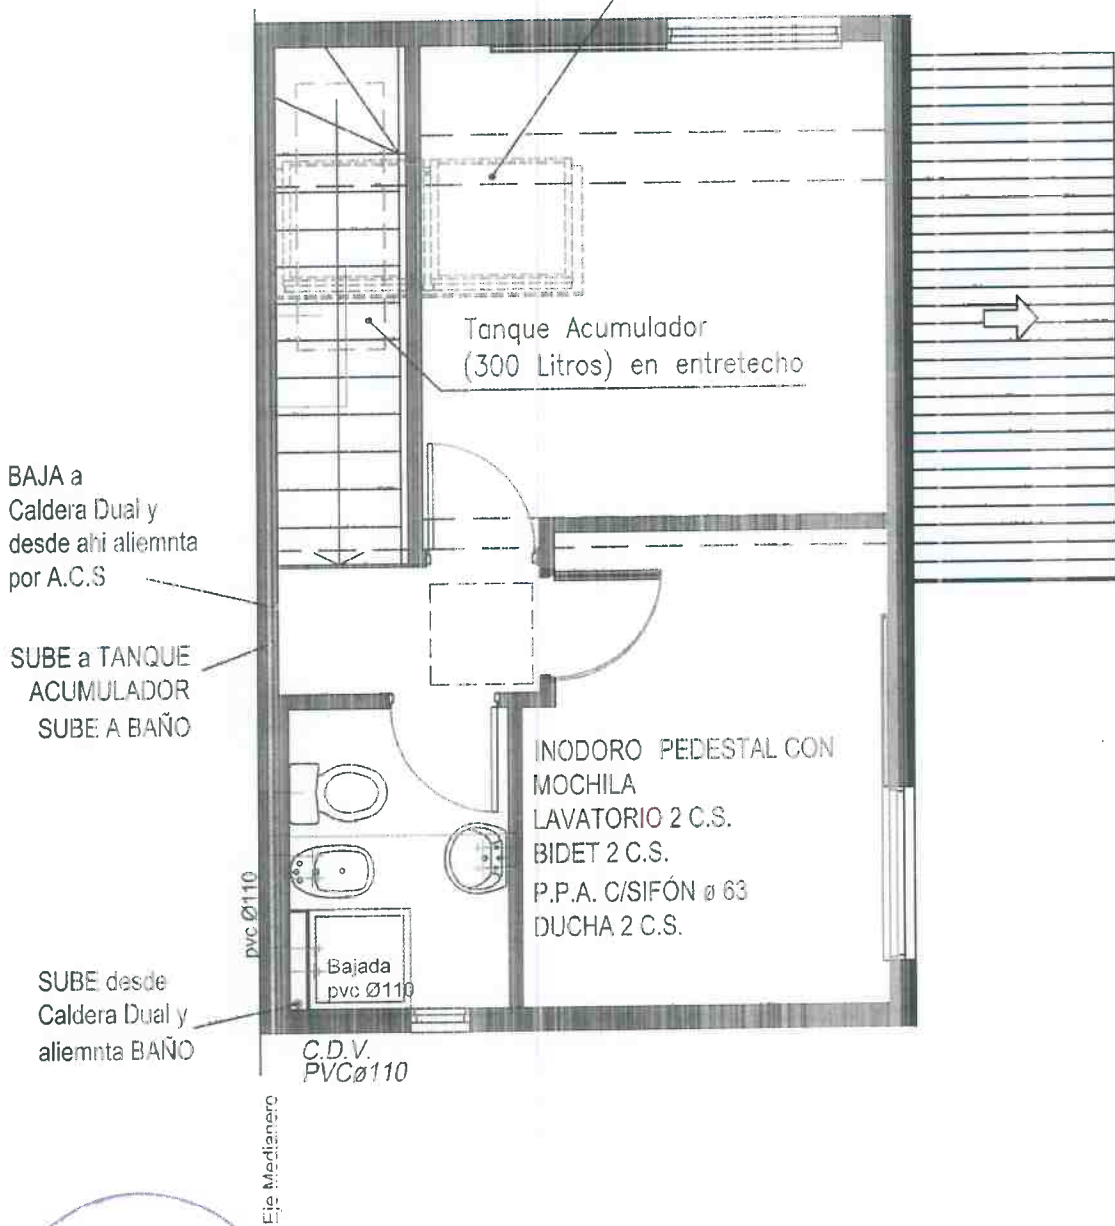 Tanque Acumulador
(300 Litros) en entretecho
BAJA a
Caldera Dual y
desde ahi aliemnta
por A.C.S
SUBE a TANQUE
ACUMULADOR
SUBE A BAÑO
INODORO PEDESTAL CON
MOCHILA
LAVATORIO 2 C.S.
BIDET 2 C.S.
P.P.A. C/SIFÓN ø 63
DUCHA 2 C.S.
pvc Ø110
Bajada
pvc Ø110
SUBE desde
Caldera Dual y
aliemnta BAÑO
C.D.V.
PVCø110
Eje Medianero